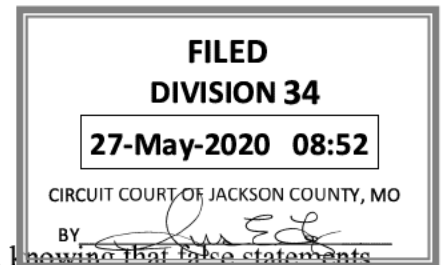 FILED
DIVISION 34
27-May-2020 08:52
CIRCUIT COURT OF JACKSON COUNTY, MO
BY
knowing that false statements